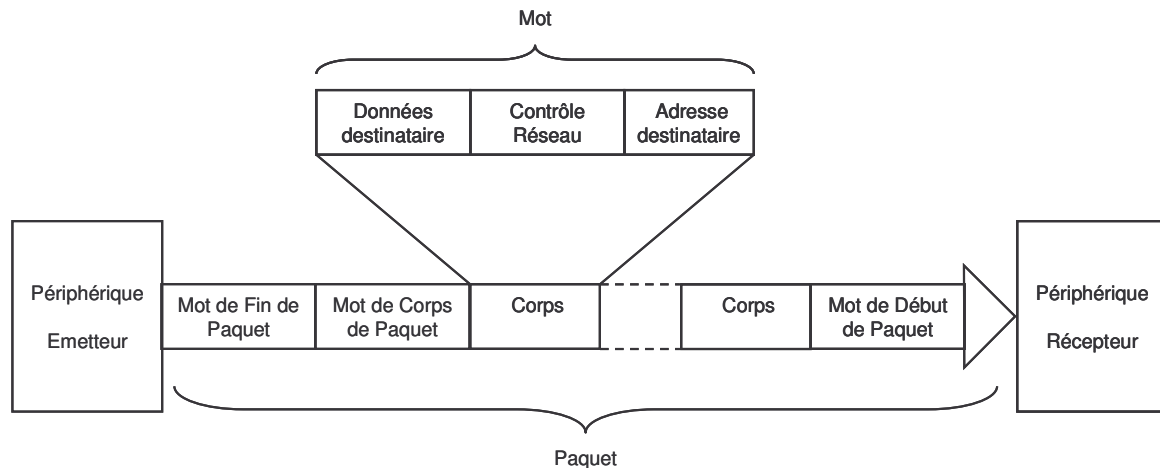 Mot
Données
destinataire
Contrôle
Réseau
Adresse
destinataire
Périphérique
Emetteur
Mot de Fin de
Paquet
Mot de Corps
de Paquet
Corps
Corps
Mot de Début
de Paquet
Périphérique
Récepteur
Paquet